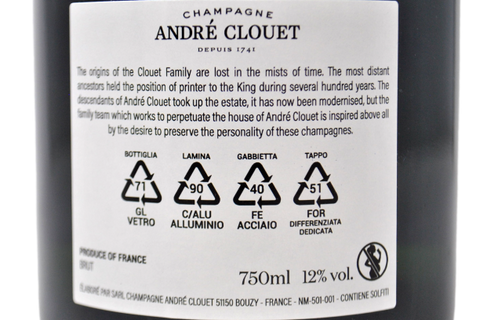 CHAMPAGNE
ANDRÉ CLOUET
DEPUIS 1741
The origins of the Clouet Family are lost in the mists of time. The most distant
ancestors held the position of printer to the King during several hundred years. The
descendants of André Clouet took up the estate, it has now been modernised, but the
family team which works to perpetuate the house of André Clouet is inspired above all
by the desire to preserve the personality of these champagnes.
BOTTIGLIA LAMINA GABBIETTA TAPPO
71 90 40 51
GL C/ALU FE FOR
VETRO ALLUMINIO ACCIAIO DIFFERENZIATA
DEDICATA
PRODUCE OF FRANCE
BRUT
750ml 12% vol.
ÉLABORÉ PAR SARL CHAMPAGNE ANDRÉ CLOUET 51150 BOUZY - FRANCE - NM-501-001 - CONTIENE SOLFITI